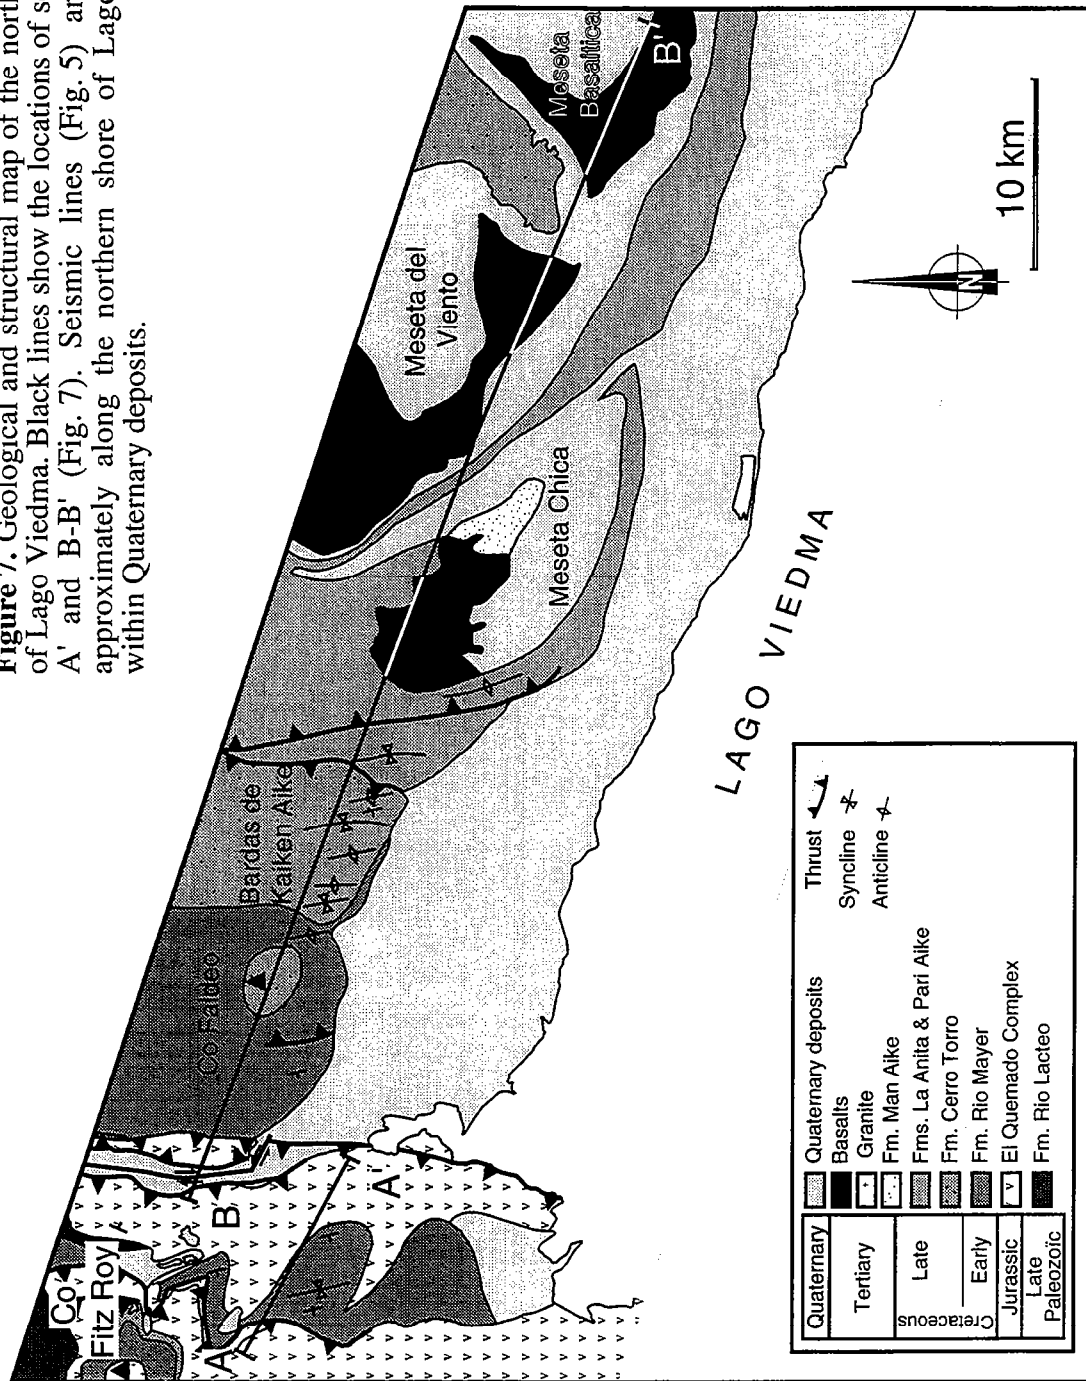 Figure 7. Geological and structural map of the north
of Lago Viedma. Black lines show the locations of s
A' and B-B' (Fig. 7). Seismic lines (Fig. 5) ar
approximately along the northern shore of Lago
within Quaternary deposits.
Co
Fitz Roy
A
B
A'
Co Faldeo
Bardas de
Kaiken Aike
Meseta Chica
Meseta del
Viento
Meseta
Basaltica
B'
LAGO VIEDMA
N
10 km
Quaternary
Tertiary
Late
Early
Cretaceous
Jurassic
Late
Paleozoïc
Quaternary deposits
Basalts
Granite
Fm. Man Aike
Fms. La Anita & Pari Aike
Fm. Cerro Torro
Fm. Rio Mayer
El Quemado Complex
Fm. Rio Lacteo
Thrust
Syncline
Anticline